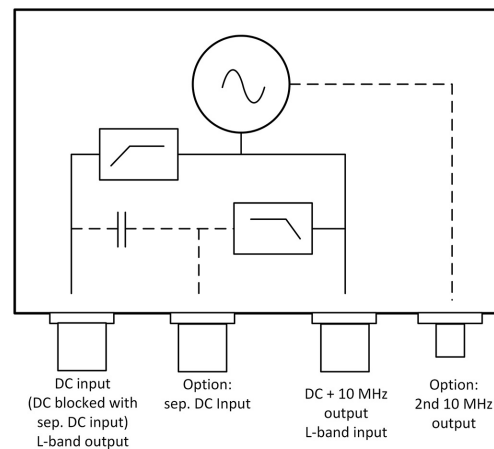 DC input
(DC blocked with
sep. DC input)
L-band output
Option:
sep. DC Input
DC + 10 MHz
output
L-band input
Option:
2nd 10 MHz
output